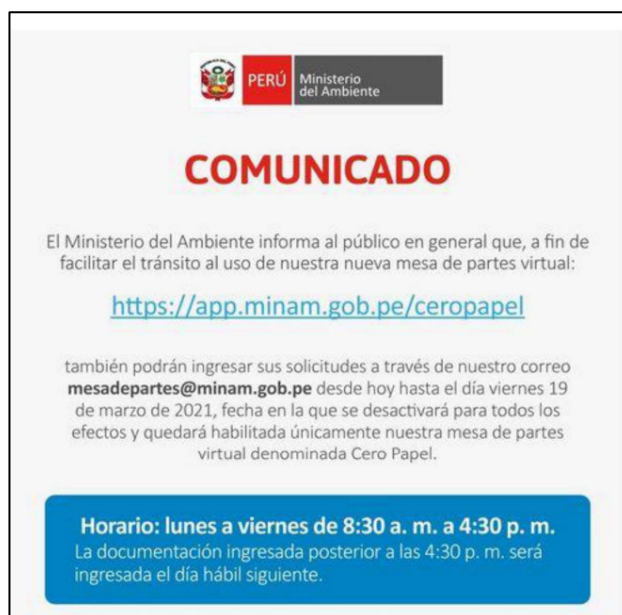 PERÚ
Ministerio
del Ambiente
COMUNICADO
El Ministerio del Ambiente informa al público en general que, a fin de
facilitar el tránsito al uso de nuestra nueva mesa de partes virtual:
https://app.minam.gob.pe/ceropapel
también podrán ingresar sus solicitudes a través de nuestro correo
mesadepartes@minam.gob.pe desde hoy hasta el día viernes 19
de marzo de 2021, fecha en la que se desactivará para todos los
efectos y quedará habilitada únicamente nuestra mesa de partes
virtual denominada Cero Papel.
Horario: lunes a viernes de 8:30 a. m. a 4:30 p. m.
La documentación ingresada posterior a las 4:30 p. m. será
ingresada el día hábil siguiente.